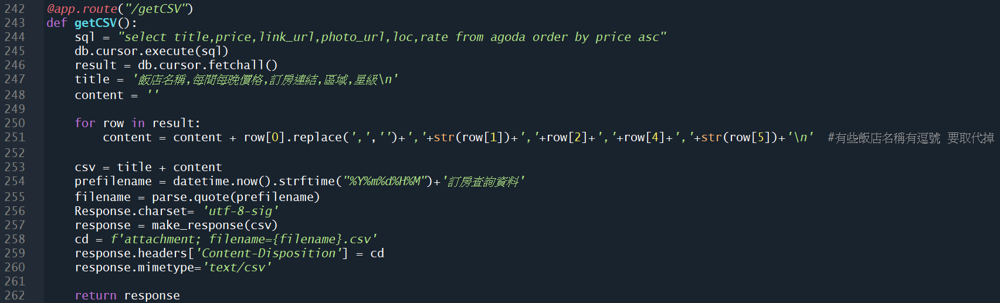 242 @app.route("/getCSV")
243 def getCSV():
244     sql = "select title,price,link_url,photo_url,loc,rate from agoda order by price asc"
245     db.cursor.execute(sql)
246     result = db.cursor.fetchall()
247     title = '飯店名稱,每間每晚價格,訂房連結,區域,星級\n'
248     content = ''
249
250     for row in result:
251         content = content + row[0].replace(',','')+','+str(row[1])+','+row[2]+','+row[4]+','+str(row[5])+'\n'  #有些飯店名稱有逗號 要取代掉
252
253     csv = title + content
254     prefilename = datetime.now().strftime("%Y%m%d%H%M")+'訂房查詢資料'
255     filename = parse.quote(prefilename)
256     Response.charset= 'utf-8-sig'
257     response = make_response(csv)
258     cd = f'attachment; filename={filename}.csv'
259     response.headers['Content-Disposition'] = cd
260     response.mimetype='text/csv'
261
262     return response